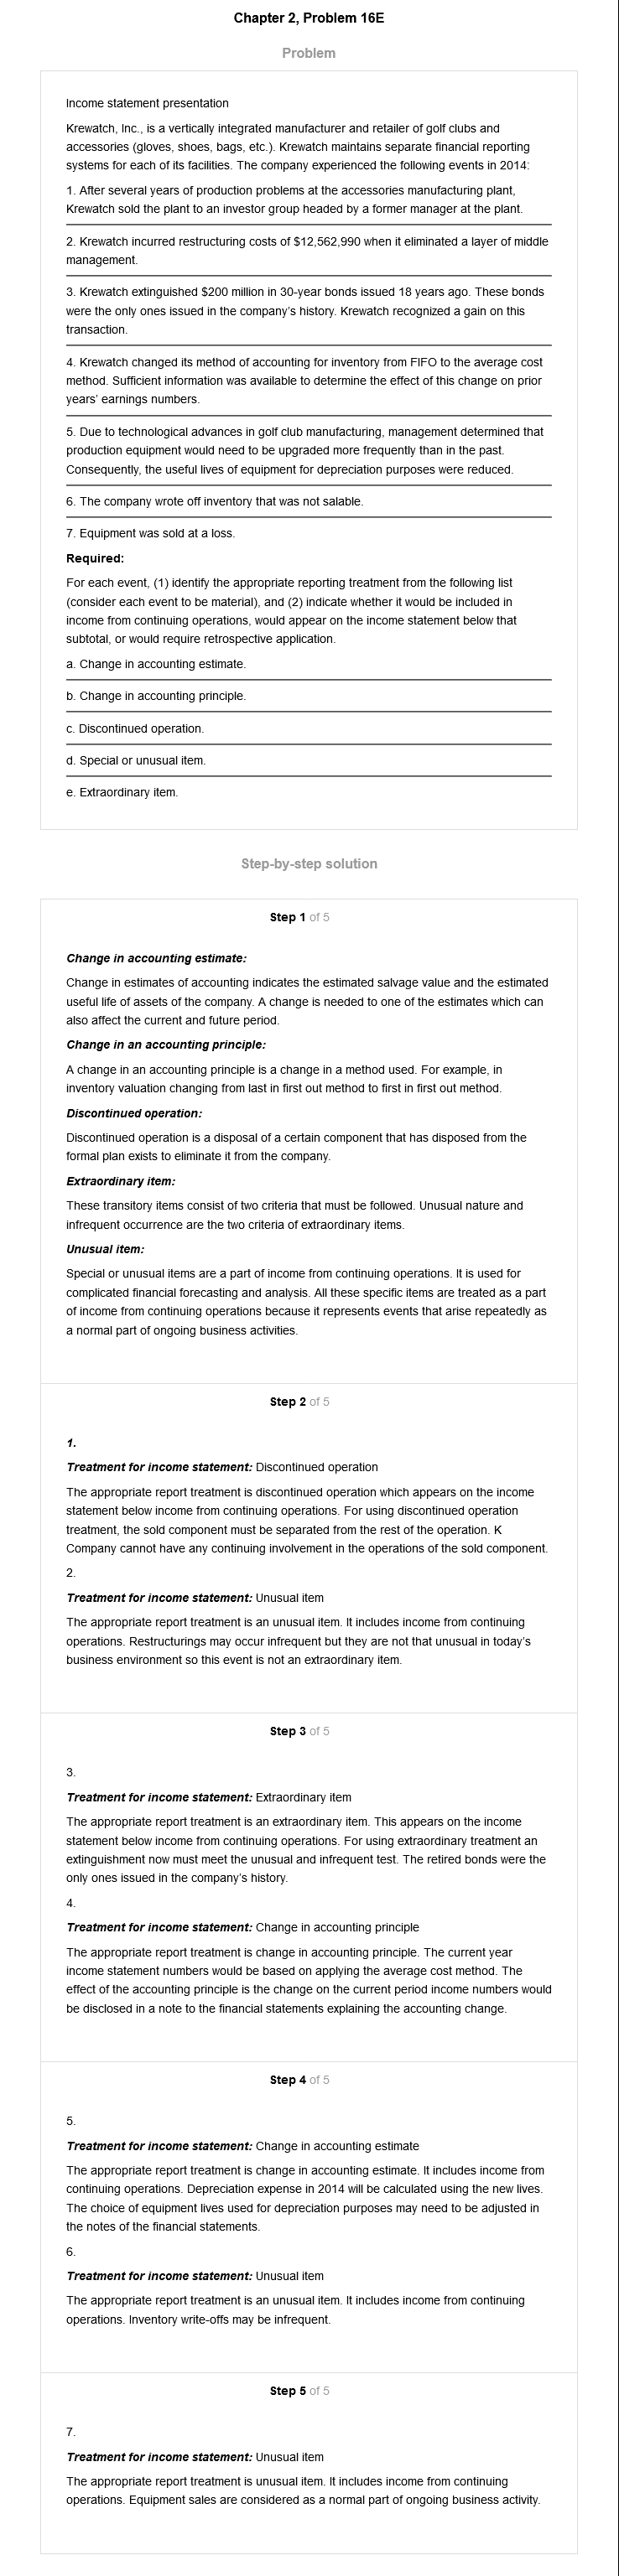 Chapter 2, Problem 16E
Problem
Income statement presentation
Krewatch, Inc., is a vertically integrated manufacturer and retailer of golf clubs and
accessories (gloves, shoes, bags, etc.). Krewatch maintains separate financial reporting
systems for each of its facilities. The company experienced the following events in 2014:
1. After several years of production problems at the accessories manufacturing plant,
Krewatch sold the plant to an investor group headed by a former manager at the plant.
2. Krewatch incurred restructuring costs of $12,562,990 when it eliminated a layer of middle
management.
3. Krewatch extinguished $200 million in 30-year bonds issued 18 years ago. These bonds
were the only ones issued in the company's history. Krewatch recognized a gain on this
transaction.
4. Krewatch changed its method of accounting for inventory from FIFO to the average cost
method. Sufficient information was available to determine the effect of this change on prior
years' earnings numbers.
5. Due to technological advances in golf club manufacturing, management determined that
production equipment would need to be upgraded more frequently than in the past.
Consequently, the useful lives of equipment for depreciation purposes were reduced.
6. The company wrote off inventory that was not salable.
7. Equipment was sold at a loss.
Required:
For each event, (1) identify the appropriate reporting treatment from the following list
(consider each event to be material), and (2) indicate whether it would be included in
income from continuing operations, would appear on the income statement below that
subtotal, or would require retrospective application.
a. Change in accounting estimate.
b. Change in accounting principle.
c. Discontinued operation.
d. Special or unusual item.
e. Extraordinary item.
Step-by-step solution
Step 1 of 5
Change in accounting estimate:
Change in estimates of accounting indicates the estimated salvage value and the estimated
useful life of assets of the company. A change is needed to one of the estimates which can
also affect the current and future period.
Change in an accounting principle:
A change in an accounting principle is a change in a method used. For example, in
inventory valuation changing from last in first out method to first in first out method.
Discontinued operation:
Discontinued operation is a disposal of a certain component that has disposed from the
formal plan exists to eliminate it from the company.
Extraordinary item:
These transitory items consist of two criteria that must be followed. Unusual nature and
infrequent occurrence are the two criteria of extraordinary items.
Unusual item:
Special or unusual items are a part of income from continuing operations. It is used for
complicated financial forecasting and analysis. All these specific items are treated as a part
of income from continuing operations because it represents events that arise repeatedly as
a normal part of ongoing business activities.
Step 2 of 5
1.
Treatment for income statement: Discontinued operation
The appropriate report treatment is discontinued operation which appears on the income
statement below income from continuing operations. For using discontinued operation
treatment, the sold component must be separated from the rest of the operation. K
Company cannot have any continuing involvement in the operations of the sold component.
2.
Treatment for income statement: Unusual item
The appropriate report treatment is an unusual item. It includes income from continuing
operations. Restructurings may occur infrequent but they are not that unusual in today's
business environment so this event is not an extraordinary item.
Step 3 of 5
3.
Treatment for income statement: Extraordinary item
The appropriate report treatment is an extraordinary item. This appears on the income
statement below income from continuing operations. For using extraordinary treatment an
extinguishment now must meet the unusual and infrequent test. The retired bonds were the
only ones issued in the company's history.
4.
Treatment for income statement: Change in accounting principle
The appropriate report treatment is change in accounting principle. The current year
income statement numbers would be based on applying the average cost method. The
effect of the accounting principle is the change on the current period income numbers would
be disclosed in a note to the financial statements explaining the accounting change.
Step 4 of 5
5.
Treatment for income statement: Change in accounting estimate
The appropriate report treatment is change in accounting estimate. It includes income from
continuing operations. Depreciation expense in 2014 will be calculated using the new lives.
The choice of equipment lives used for depreciation purposes may need to be adjusted in
the notes of the financial statements.
6.
Treatment for income statement: Unusual item
The appropriate report treatment is an unusual item. It includes income from continuing
operations. Inventory write-offs may be infrequent.
Step 5 of 5
7.
Treatment for income statement: Unusual item
The appropriate report treatment is unusual item. It includes income from continuing
operations. Equipment sales are considered as a normal part of ongoing business activity.